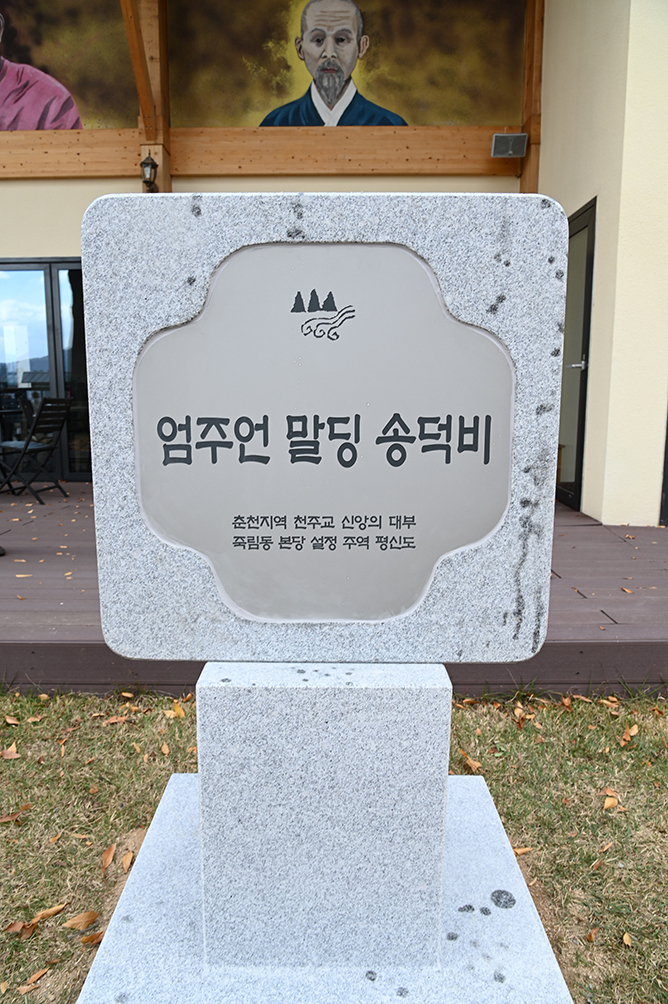 엄주언 말딩 송덕비
춘천지역 천주교 신앙의 대부
죽림동 본당 설정 주역 평신도